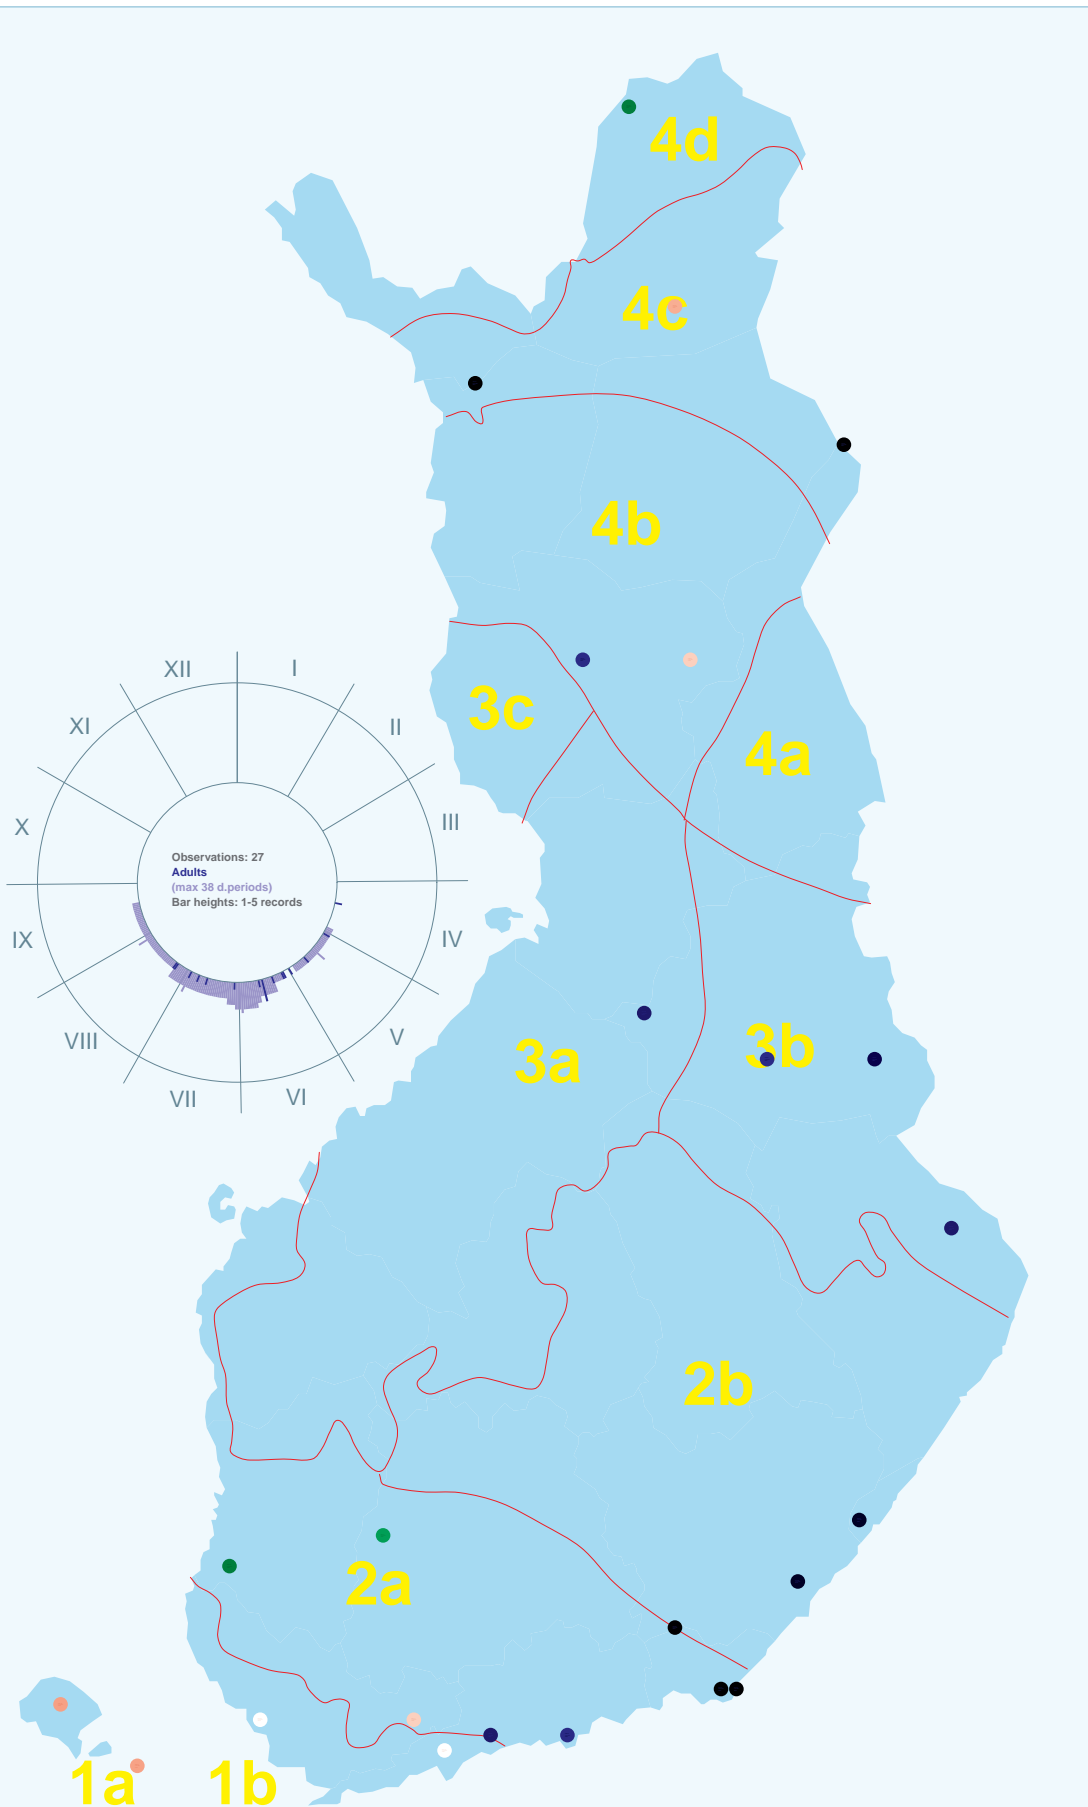 4d
4c
4b
XII
I
XI
II
3c
4a
X
III
Observations: 27
Adults
(max 38 d.periods)
Bar heights: 1-5 records
IX
IV
VIII
V
3a
3b
VII
VI
2b
2a
1a
1b